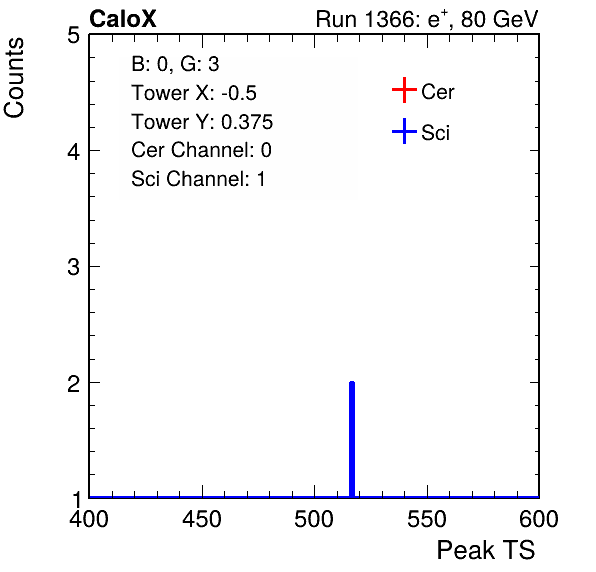 CaloX Run 1366: e+, 80 GeV
Counts
B: 0, G: 3
Tower X: -0.5
Tower Y: 0.375
Cer Channel: 0
Sci Channel: 1
Cer
Sci
5
4
3
2
1
400 450 500 550 600
Peak TS